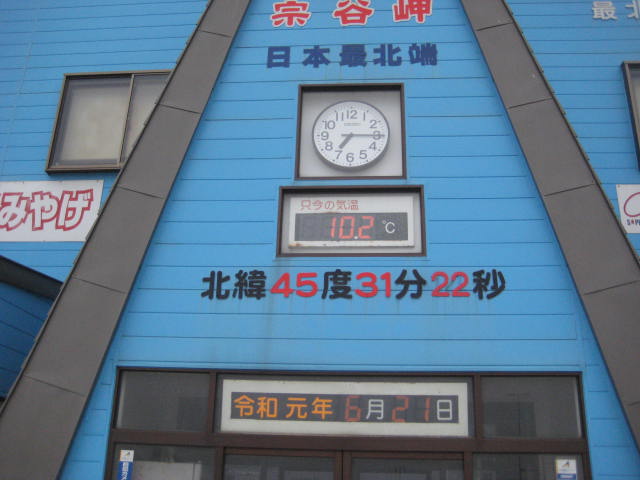 宗谷岬
最北
日本最北端
みやげ
只今の気温
10.2℃
北緯45度31分22秒
令和元年6月21日